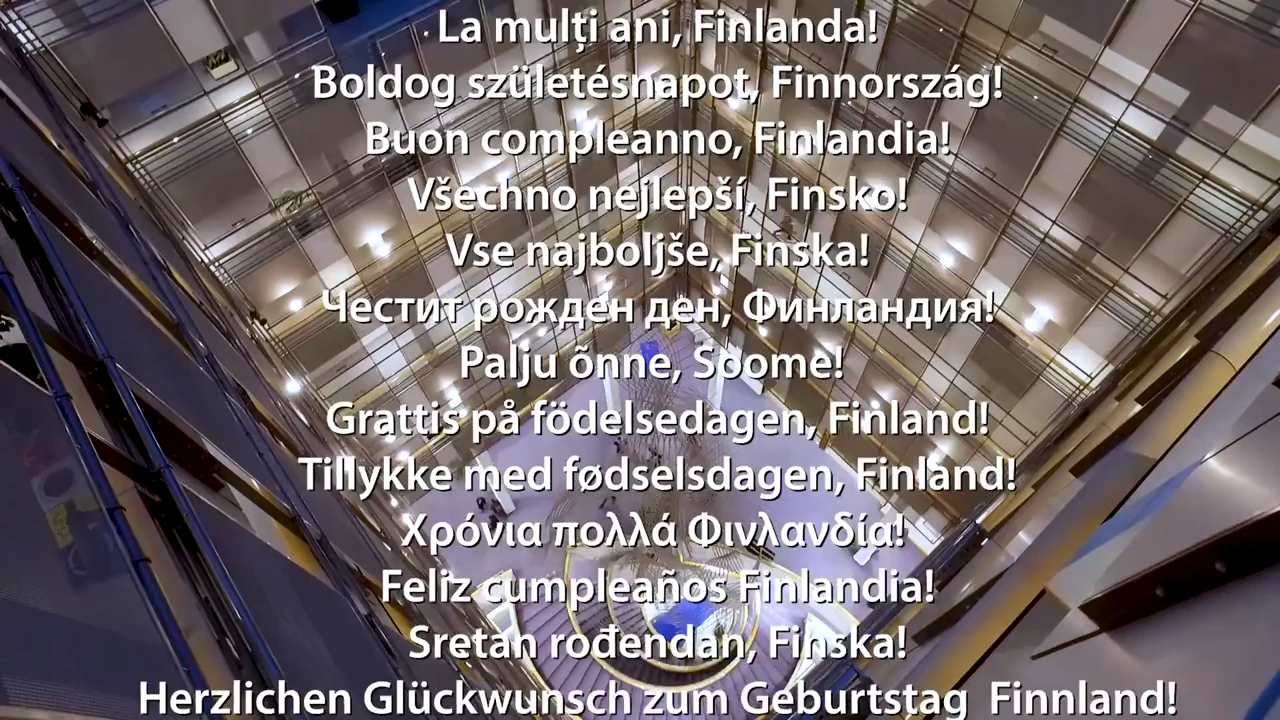 La mulți ani, Finlanda!
Boldog születésnapot, Finnország!
Buon compleanno, Finlandia!
Všechno nejlepší, Finsko!
Vse najboljše, Finska!
Честит рожден ден, Финландия!
Palju õnne, Soome!
Grattis på födelsedagen, Finland!
Tillykke med fødselsdagen, Finland!
Χρόνια πολλά Φινλανδία!
Feliz cumpleaños Finlandia!
Sretan rođendan, Finska!
Herzlichen Glückwunsch zum Geburtstag  Finnland!